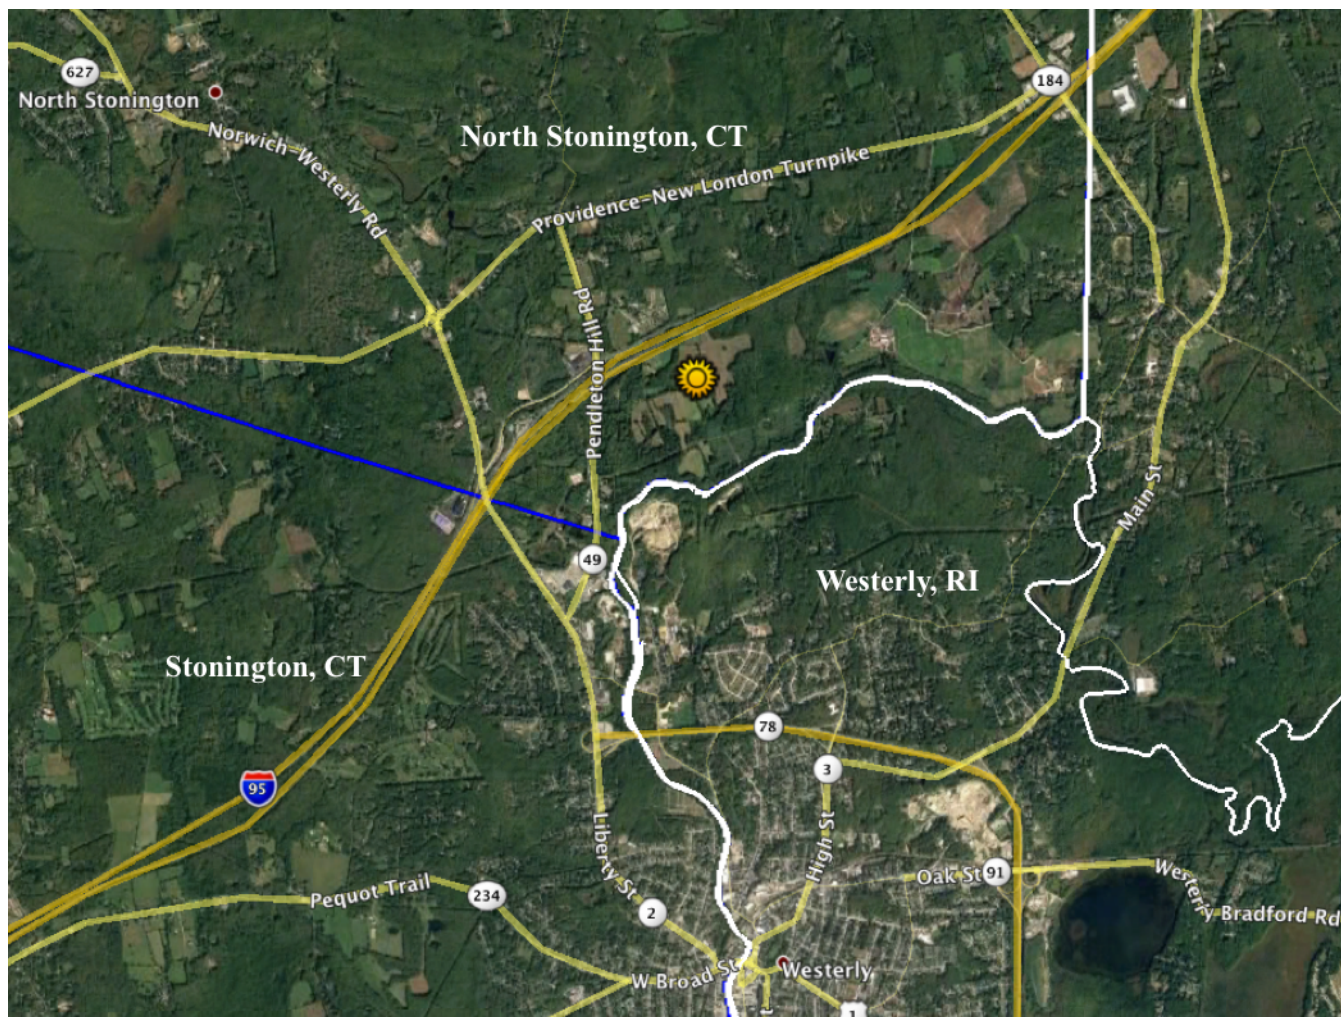 627
North Stonington
Norwich-Westerly Rd
North Stonington, CT
Providence-New London Turnpike
184
Pendleton Hill Rd
Main St
49
Westerly, RI
Stonington, CT
78
3
95
Liberty St
High St
Pequot Trail
234
2
Oak St
91
Westerly Bradford Rd
W Broad St
Westerly
1